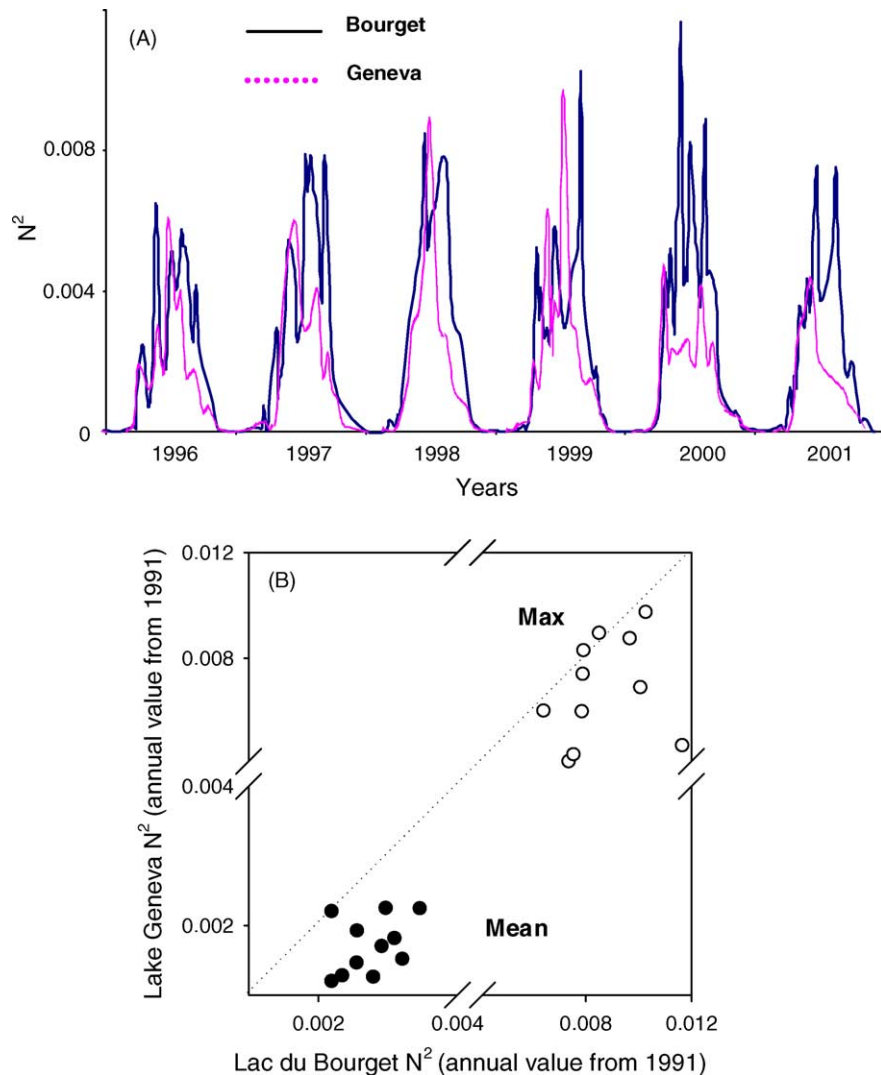 (A)
Bourget
Geneva
0.008
N²
0.004
0
1996 1997 1998 1999 2000 2001
Years
0.012
(B)
Max
0.008
0.004
Lake Geneva N² (annual value from 1991)
0.002
Mean
0.002 0.004 0.008 0.012
Lac du Bourget N² (annual value from 1991)